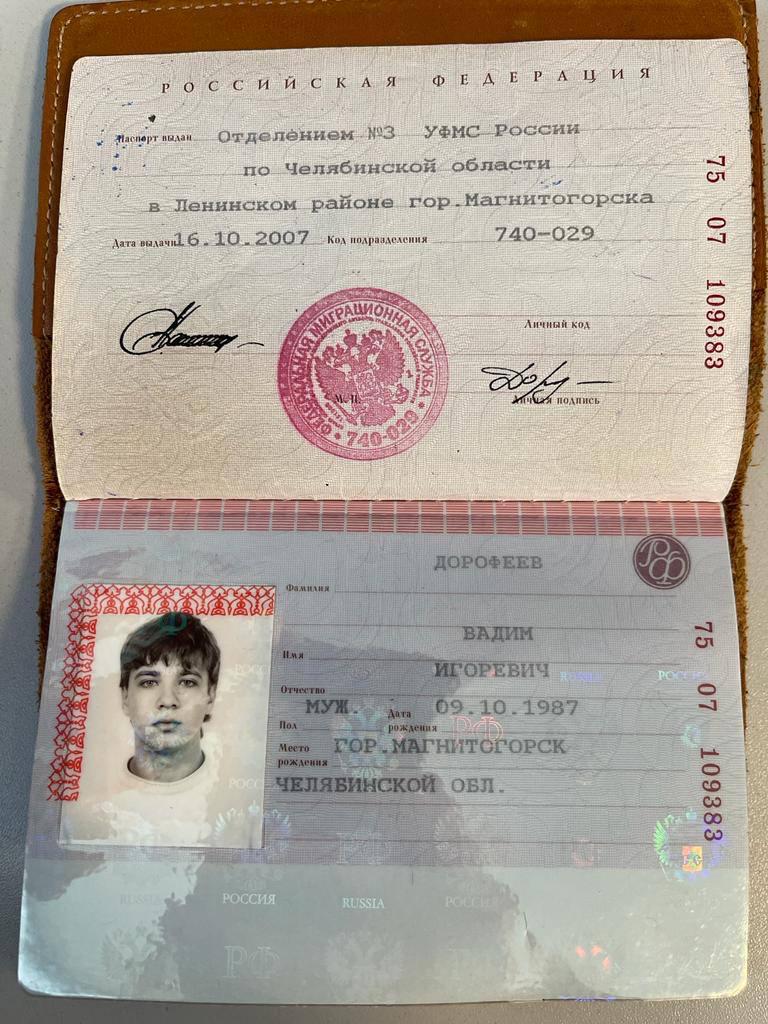 РОССИЙСКАЯ ФЕДЕРАЦИЯ
Паспорт выдан Отделением №3 УФМС России
по Челябинской области
в Ленинском районе гор.Магнитогорска
Дата выдачи 16.10.2007 Код подразделения 740-029
75 07 109383
Личный код
ФЕДЕРАЛЬНАЯ МИГРАЦИОННАЯ СЛУЖБА
740-029
М.П.
Личная подпись
ДОРОФЕЕВ
РФ
Фамилия
ВАДИМ
Имя
ИГОРЕВИЧ
Отчество
МУЖ. Дата рождения 09.10.1987
Пол
Место рождения ГОР.МАГНИТОГОРСК
ЧЕЛЯБИНСКОЙ ОБЛ.
75 07 109383
РФ
RUSSIA РОССИЯ RUSSIA РОССИЯ
РФ РФ